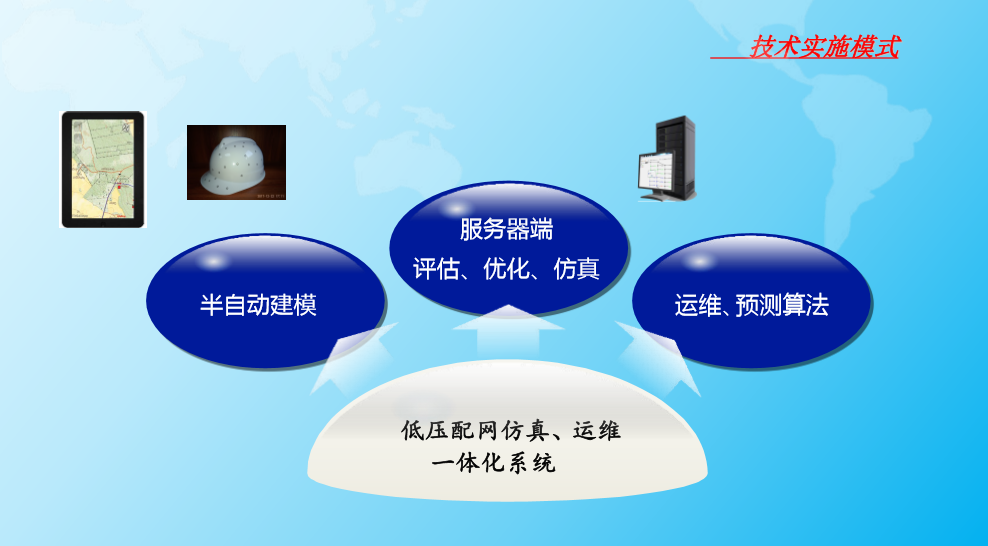 技术实施模式
服务器端
评估、优化、仿真
半自动建模
运维、预测算法
低压配网仿真、运维
一体化系统